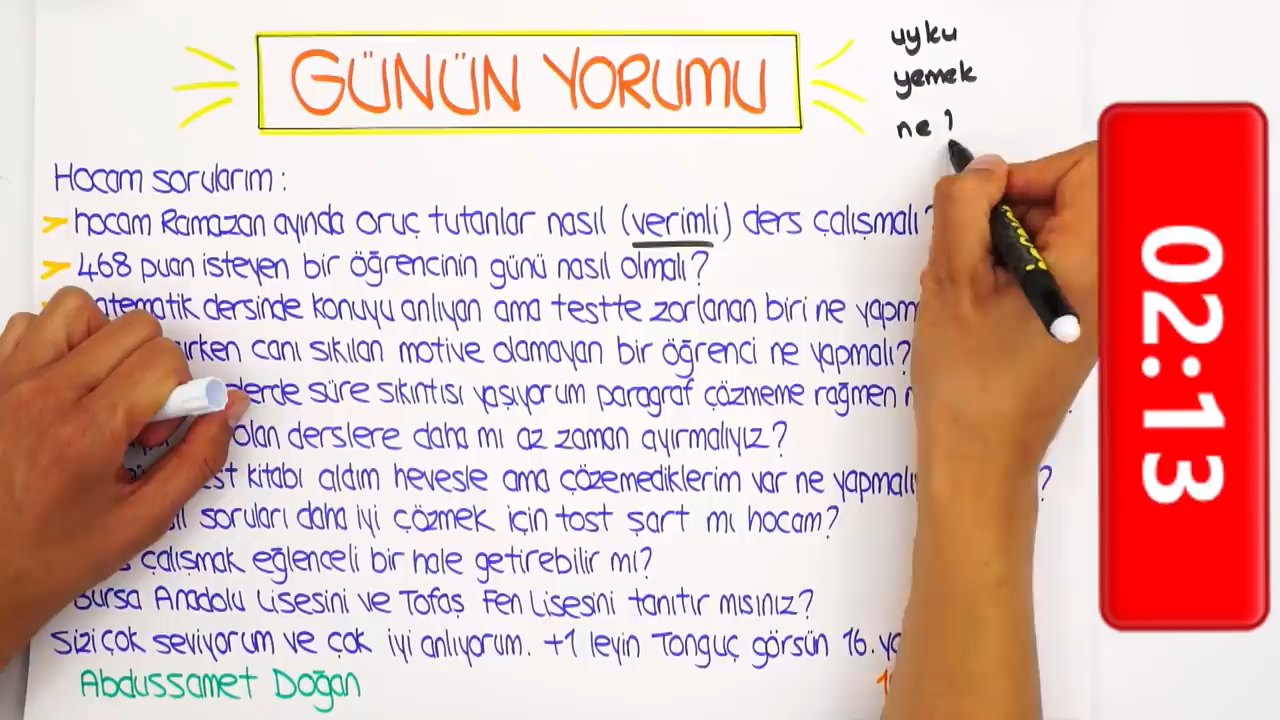 GÜNÜN YORUMU
uyku
yemek
ne
Hocam sorularım:
➤ hocam Ramazan ayında oruç tutanlar nasıl (verimli) ders çalışmalı?
➤ 468 puan isteyen bir öğrencinin günü nasıl olmalı?
dersinde konuyu anlıyan ama testte zorlanan biri ne
canı sıkılan motive olamayan bir öğrenci ne yapmalı?
süre sıkıntısı yaşıyorum paragraf çözmeme rağmen
olan derslere daha mı az zaman ayırmalıyız?
kitabı aldım hevesle ama çözemediklerim var ne ?
soruları daha iyi çözmek için tost şart mı hocam?
çalışmak eğlenceli bir hale getirebilir mi?
Bursa Anadolu Lisesini ve Tofaş Fen Lisesini tanıtır mısınız?
Sizi çok seviyorum ve çok iyi anlıyorum. +1 leyin Tonguç görsün 16.
Abdussamet Doğan
02:13